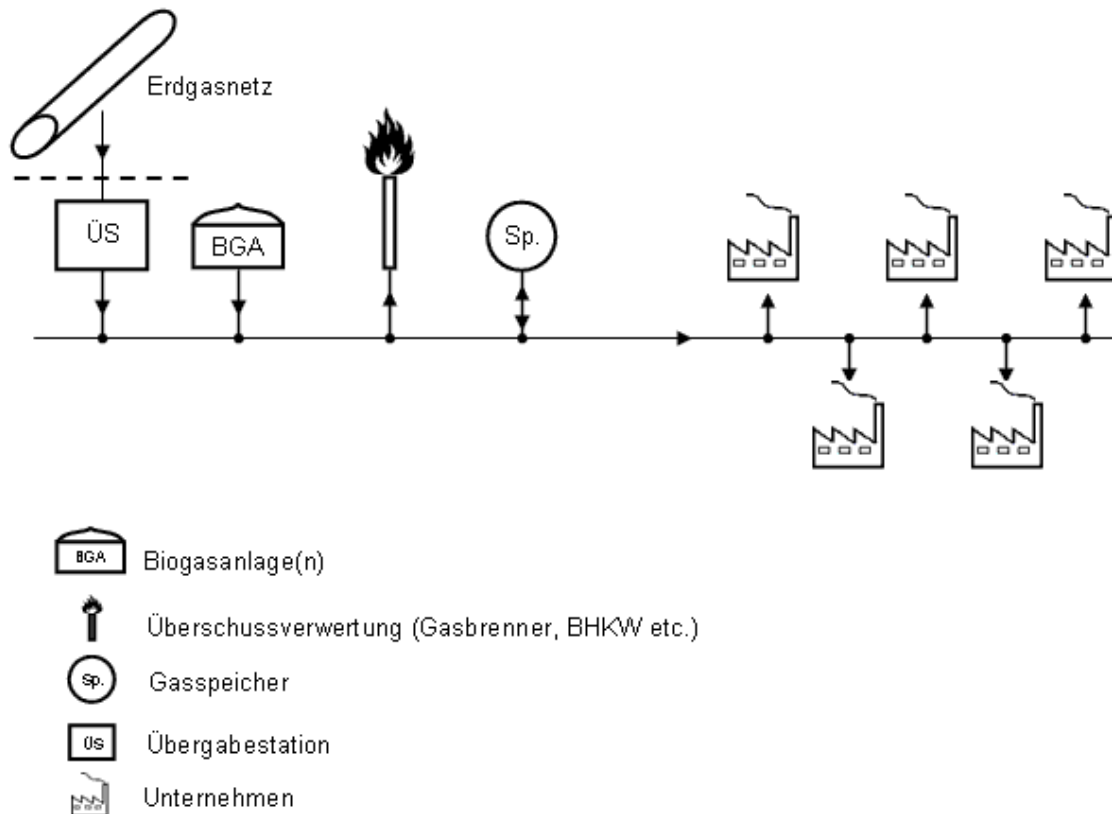 Erdgasnetz
ÜS
BGA
Sp.
BGA Biogasanlage(n)
Überschussverwertung (Gasbrenner, BHKW etc.)
Sp. Gasspeicher
ÜS Übergabestation
Unternehmen